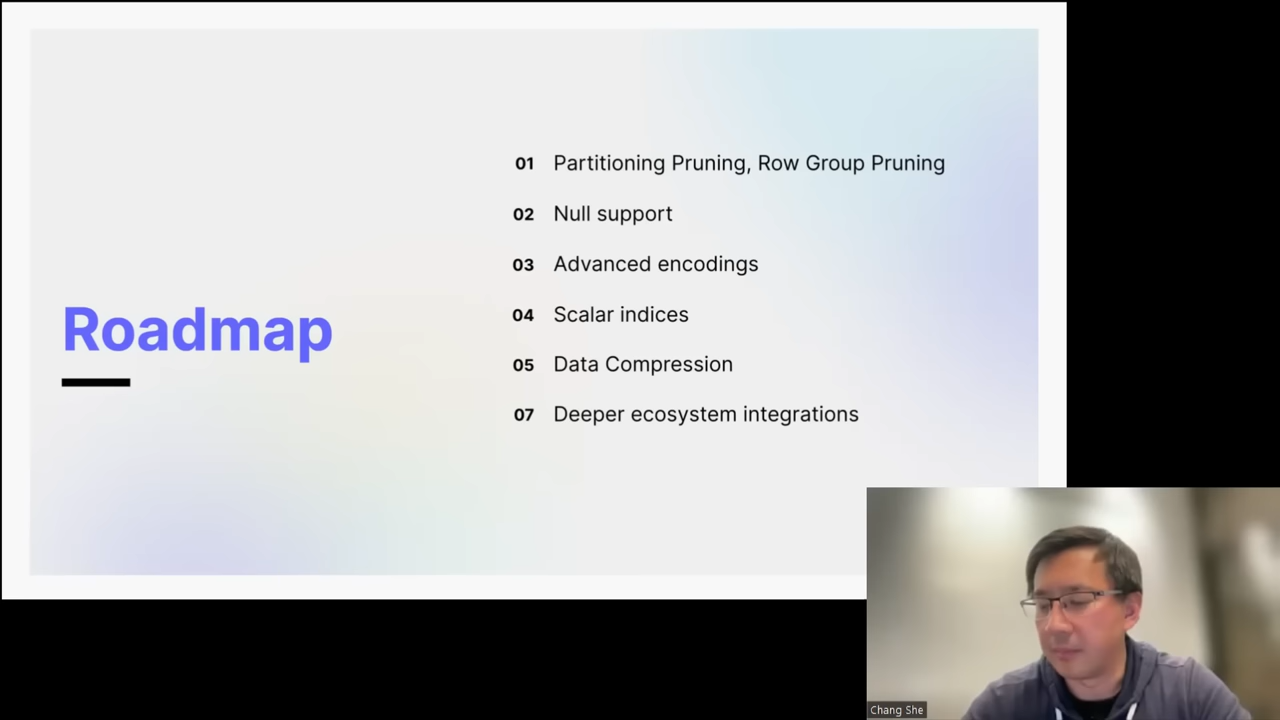 Roadmap
01 Partitioning Pruning, Row Group Pruning
02 Null support
03 Advanced encodings
04 Scalar indices
05 Data Compression
07 Deeper ecosystem integrations
Chang She